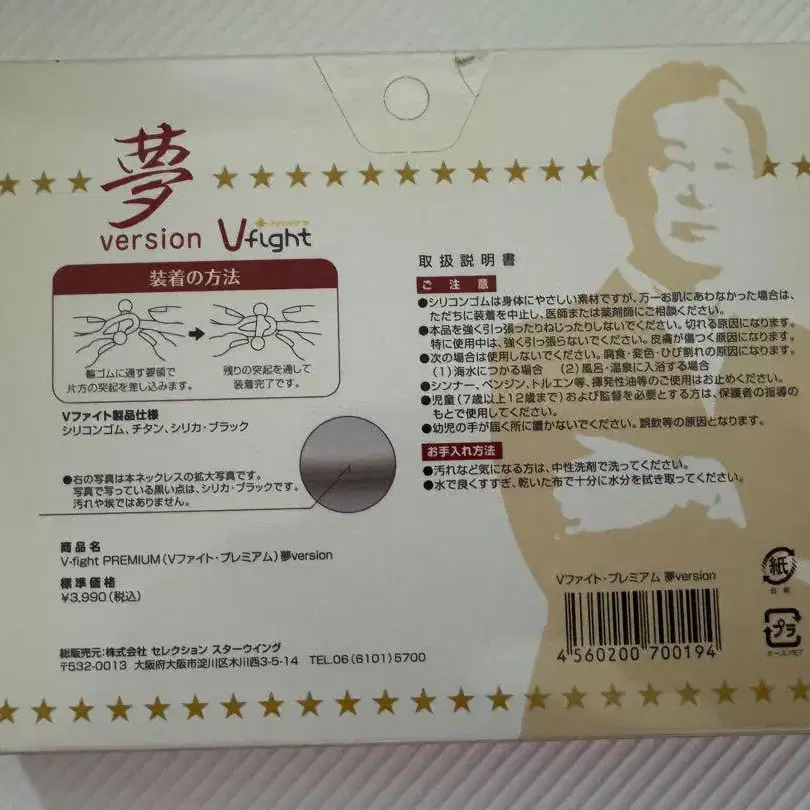 夢
version Vfight
装着の方法
輪ゴムに通す要領で
片方の突起を差し込みます。
残りの突起を通して
装着完了です。
Vファイト製品仕様
シリコンゴム、チタン、シリカ・ブラック
●右の写真は本ネックレスの拡大写真です。
写真で写っている黒い点は、シリカ・ブラックです。
汚れや埃ではありません。
商品名
V-fight PREMIUM(Vファイト・プレミアム)夢version
標準価格
¥3,990(税込)
総販売元:株式会社 セレクション スターウイング
〒532-0013 大阪府大阪市淀川区木川西3-5-14 TEL.06(6101)5700
取扱説明書
ご注意
●シリコンゴムは身体にやさしい素材ですが、万一お肌にあわなかった場合は、
ただちに装着を中止し、医師または薬剤師にご相談ください。
●本品を強く引っ張ったりねじったりしないでください。切れる原因になります。
特に使用中は、強く引っ張らないでください。皮膚が傷つく原因になります。
●次の場合は使用しないでください。腐食・変色・ひび割れの原因になります。
(1)海水につかる場合 (2)風呂・温泉に入浴する場合
●シンナー、ベンジン、トルエン等、揮発性油等のご使用はお止めください。
●児童(7歳以上12歳まで)および監督を必要とする方は、保護者の指導の
もとで使用してください。
●幼児の手が届く所に置かないでください。誤飲等の原因となります。
お手入れ方法
●汚れなど気になる方は、中性洗剤で洗ってください。
●水で良くすすぎ、乾いた布で十分に水分を拭き取ってください。
Vファイト・プレミアム 夢version
4 560200 700194
紙
台紙
プラ